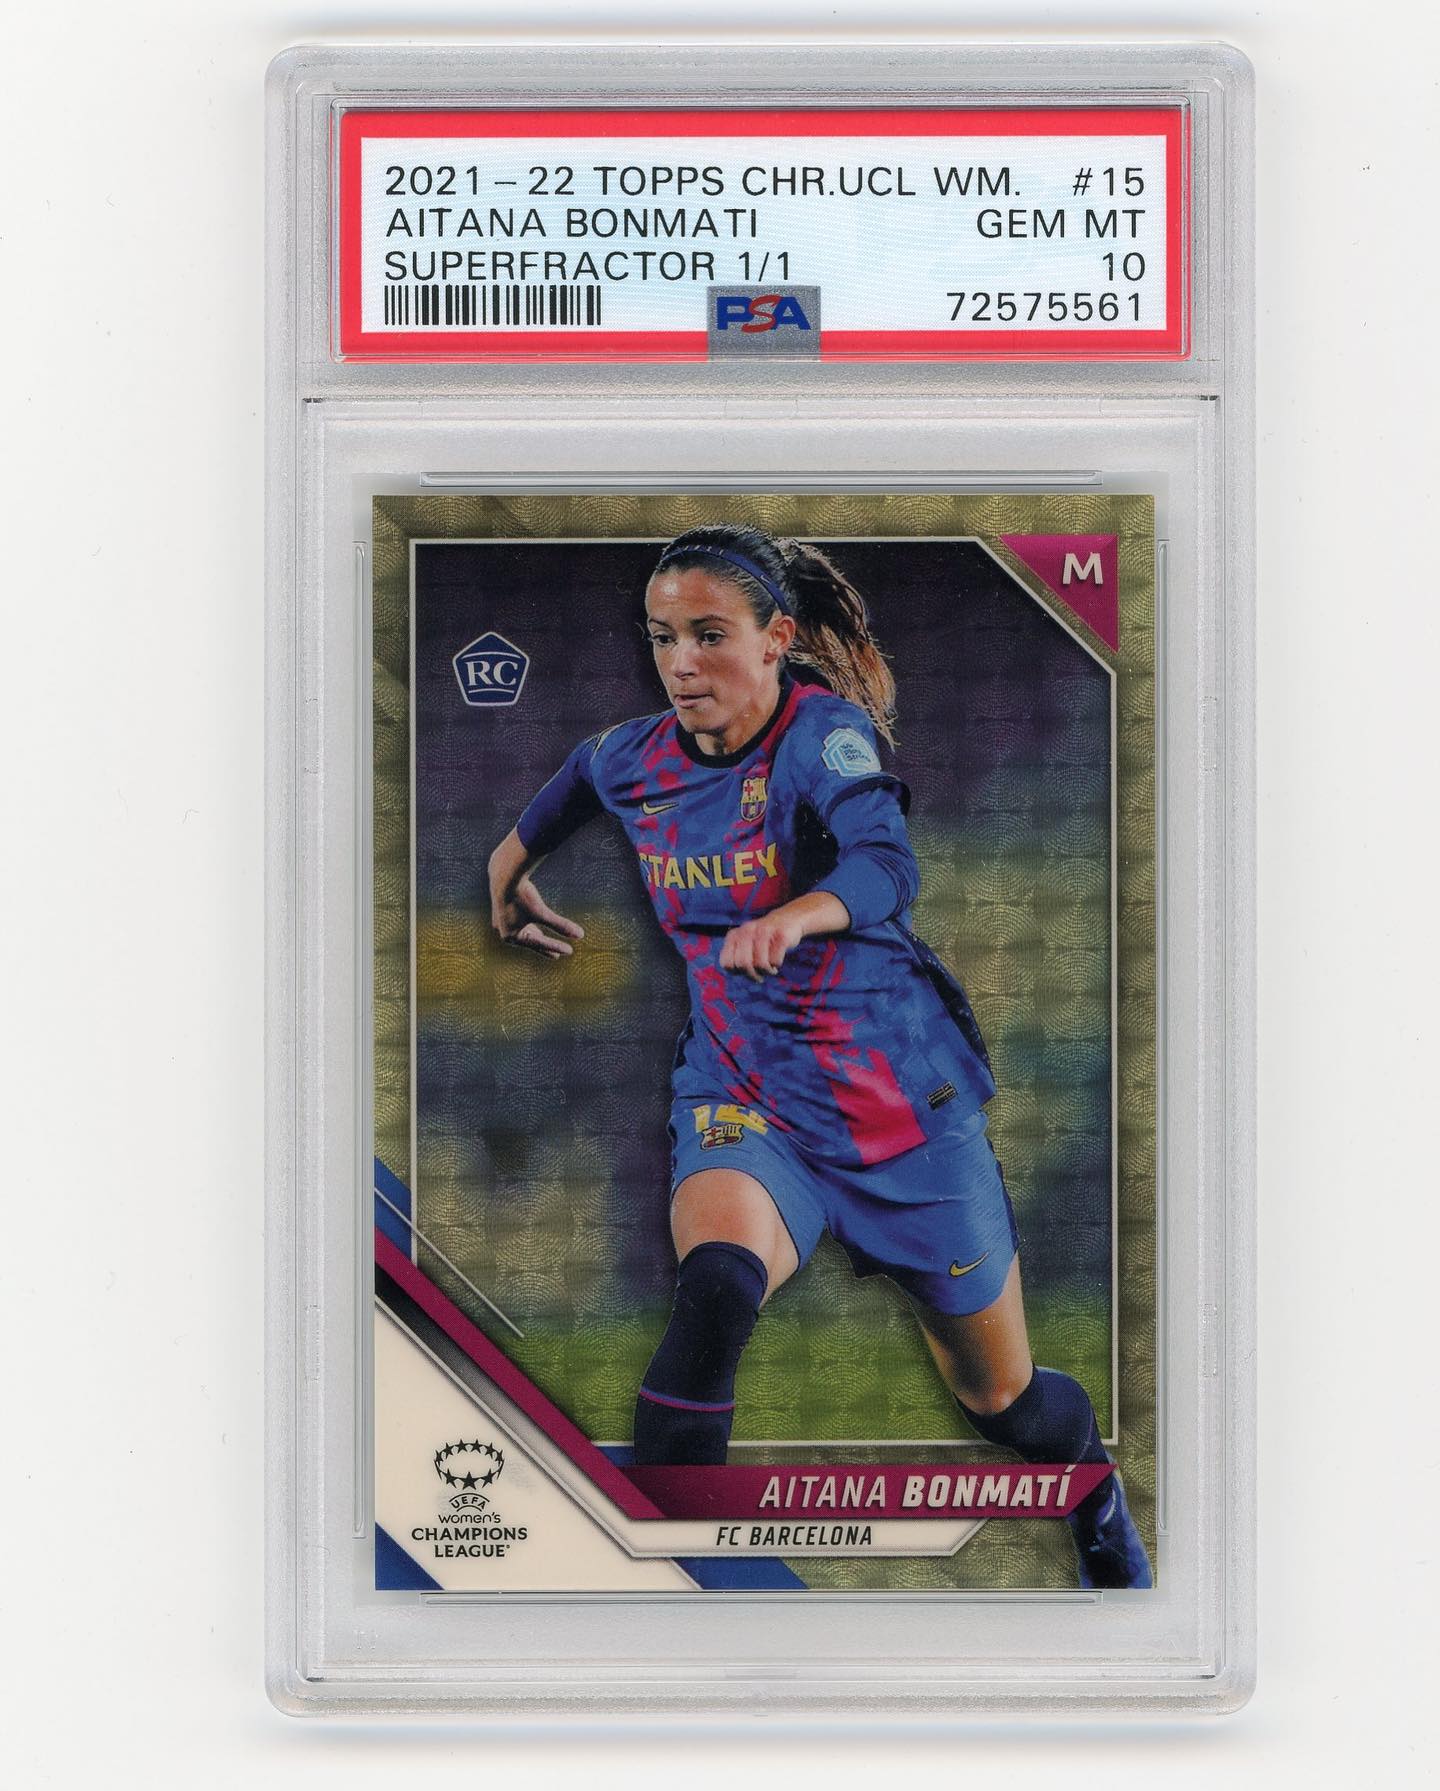 2021-22 TOPPS CHR.UCL WM. #15
AITANA BONMATI GEM MT
SUPERFRACTOR 1/1 10
PSA 72575561
M
RC
STANLEY
UEFA
women's
CHAMPIONS
LEAGUE
AITANA BONMATÍ
FC BARCELONA